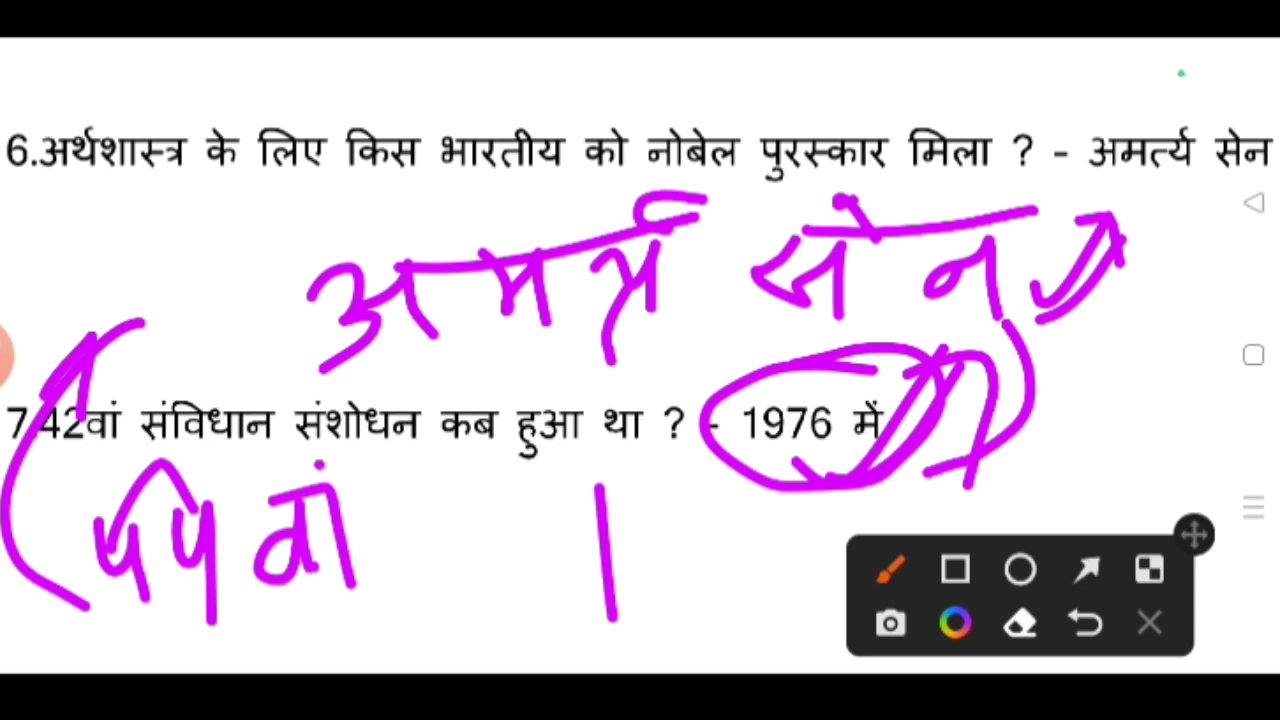 6.अर्थशास्त्र के लिए किस भारतीय को नोबेल पुरस्कार मिला ? - अमर्त्य सेन
अमर्त्य सेन
7.42वां संविधान संशोधन कब हुआ था ? - 1976 में
वां